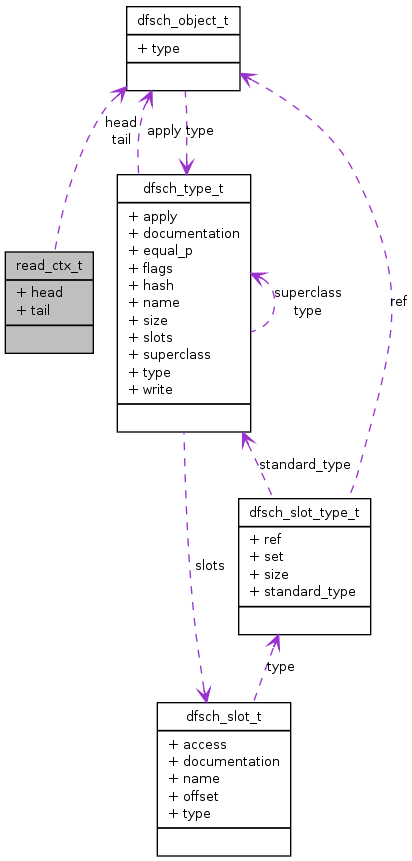 dfsch_object_t
+ type
head
tail
apply
type
dfsch_type_t
+ apply
+ documentation
+ equal_p
+ flags
+ hash
+ name
+ size
+ slots
+ superclass
+ type
+ write
read_ctx_t
+ head
+ tail
superclass
type
ref
standard_type
dfsch_slot_type_t
+ ref
+ set
+ size
+ standard_type
slots
type
dfsch_slot_t
+ access
+ documentation
+ name
+ offset
+ type